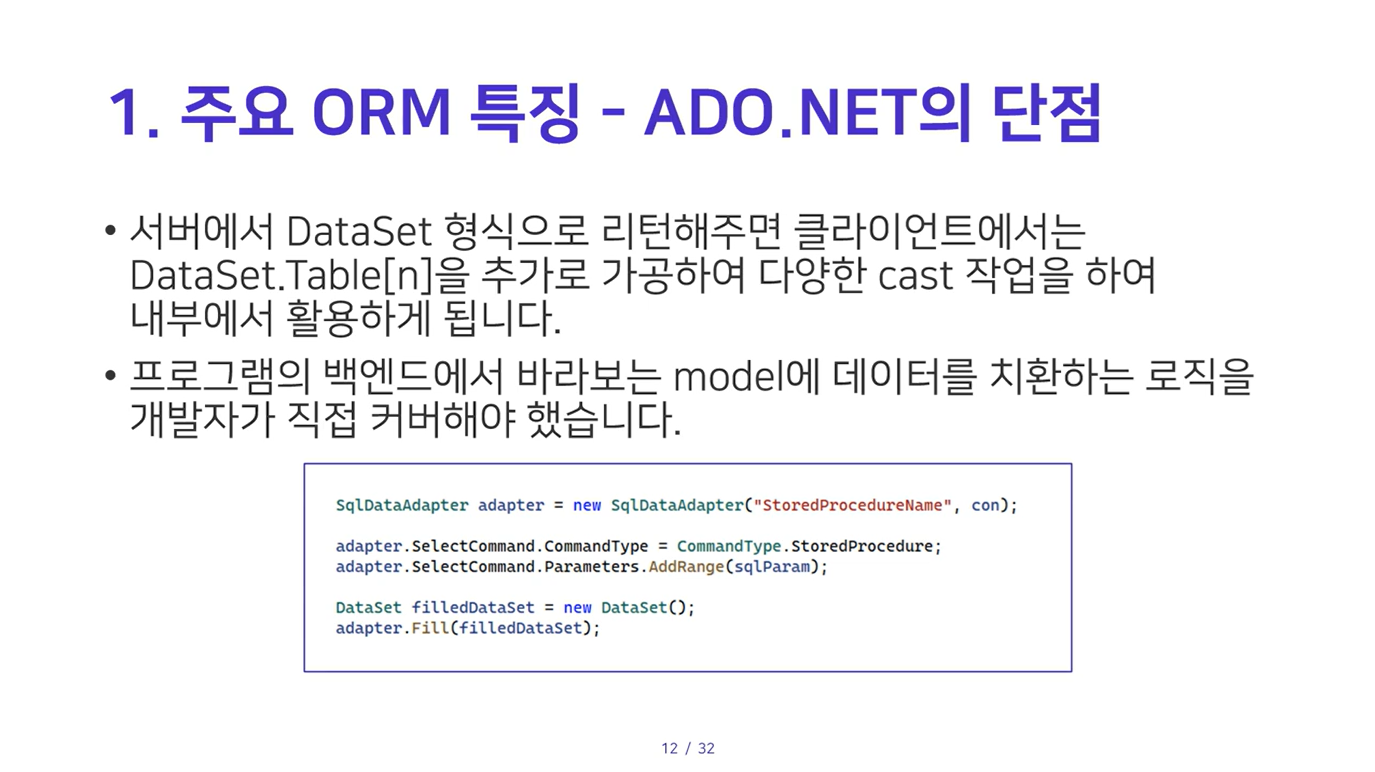 1. 주요 ORM 특징 - ADO.NET의 단점
• 서버에서 DataSet 형식으로 리턴해주면 클라이언트에서는
DataSet.Table[n]을 추가로 가공하여 다양한 cast 작업을 하여
내부에서 활용하게 됩니다.
• 프로그램의 백엔드에서 바라보는 model에 데이터를 치환하는 로직을
개발자가 직접 커버해야 했습니다.
SqlDataAdapter adapter = new SqlDataAdapter("StoredProcedureName", con);
adapter.SelectCommand.CommandType = CommandType.StoredProcedure;
adapter.SelectCommand.Parameters.AddRange(sqlParam);
DataSet filledDataSet = new DataSet();
adapter.Fill(filledDataSet);
12 / 32